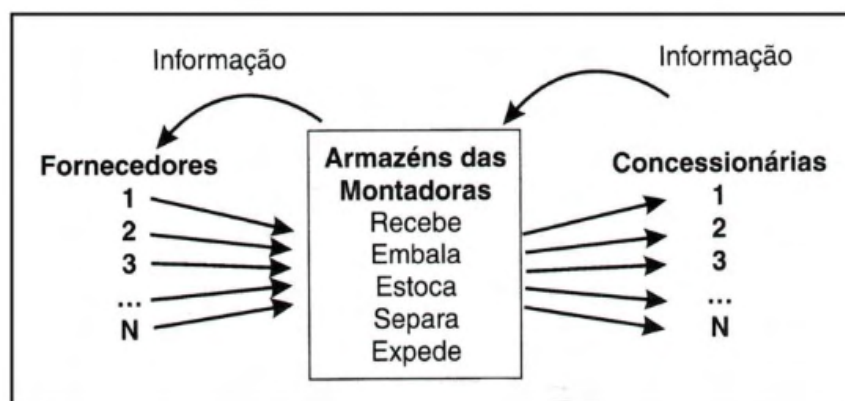 Informação
Informação
Fornecedores
1
2
3
...
N
Armazéns das
Montadoras
Recebe
Embala
Estoca
Separa
Expede
Concessionárias
1
2
3
...
N